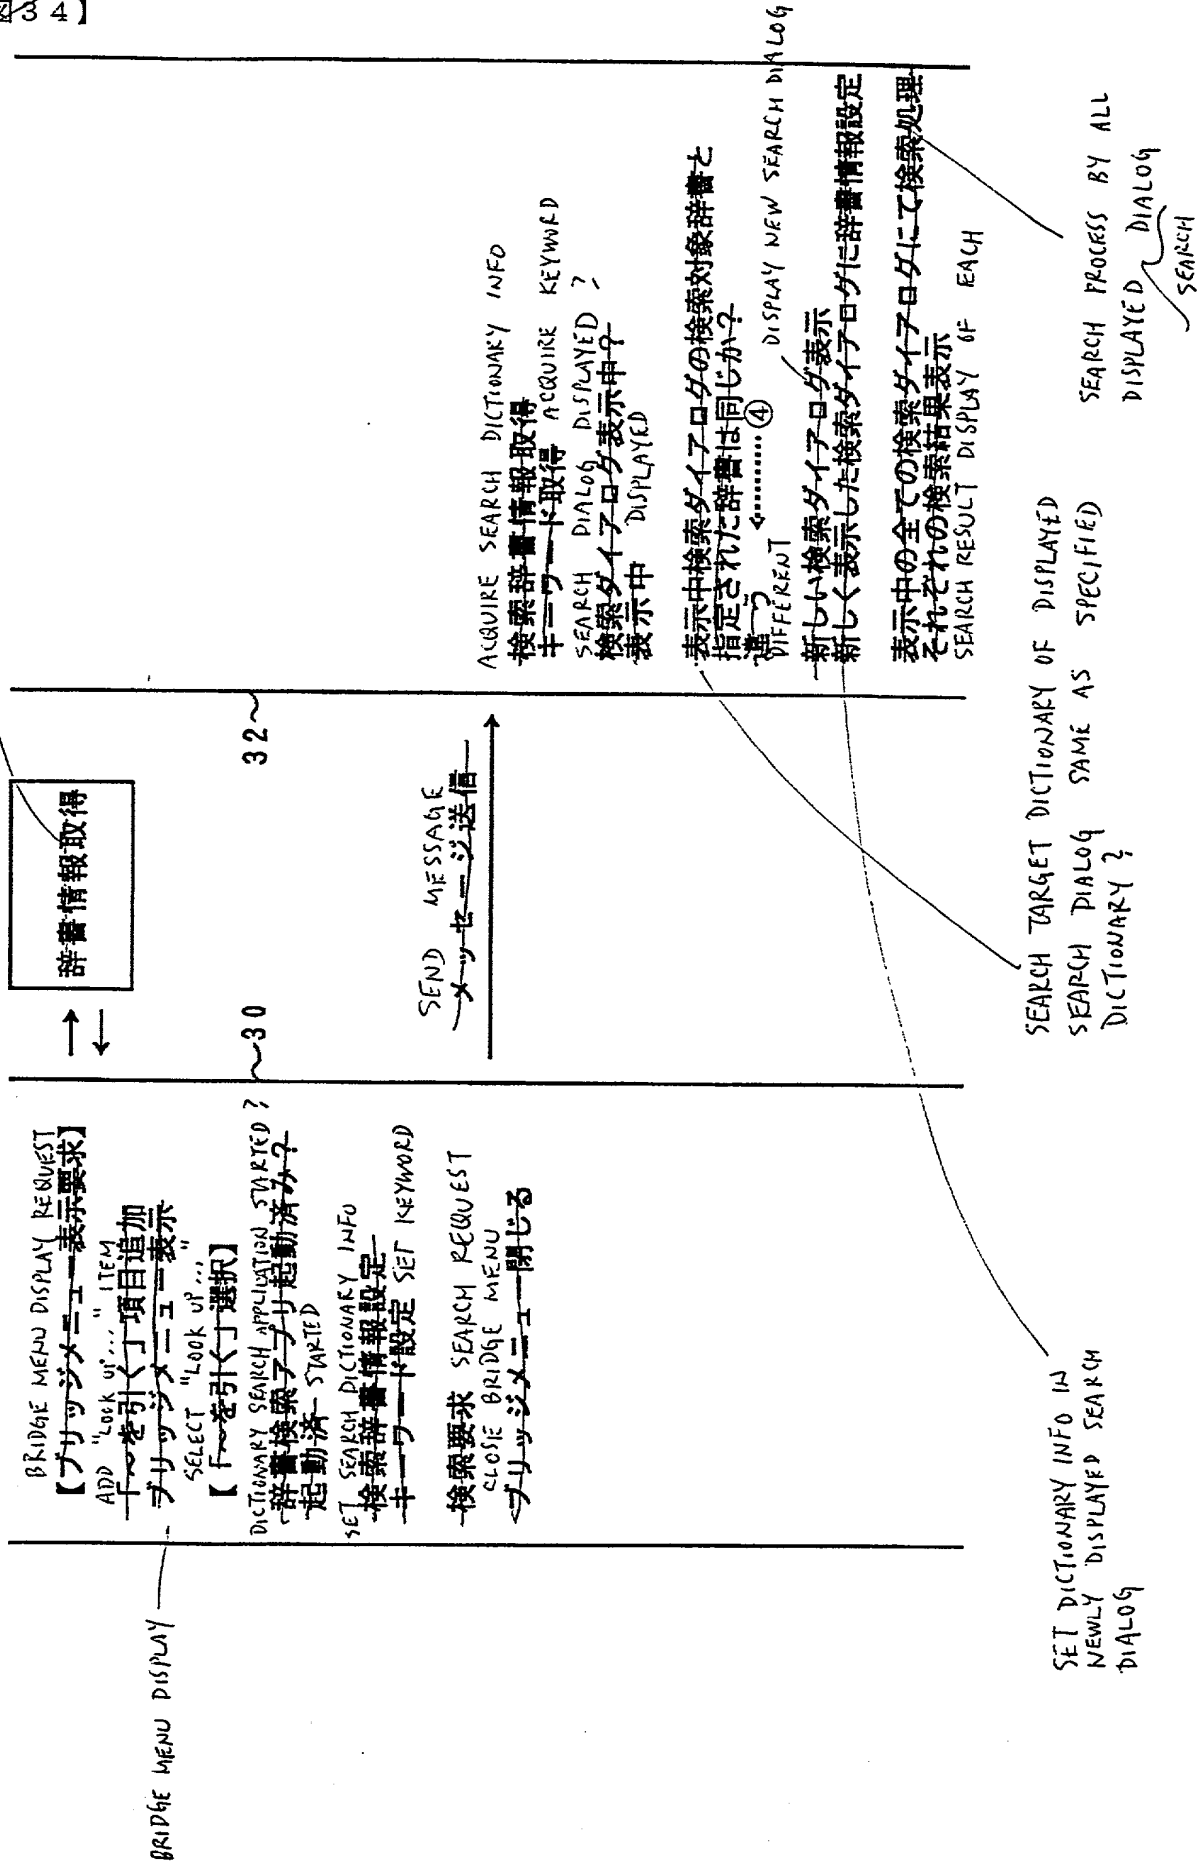 図34】
BRIDGE MENU DISPLAY REQUEST
【ブリッジメニュー表示要求】
ADD "LOOK UP..." ITEM
「～を引く」項目追加
ブリッジメニュー表示
BRIDGE MENU DISPLAY
SELECT "LOOK UP..."
【「～を引く」選択】
DICTIONARY SEARCH APPLICATION STARTED?
辞書検索アプリ起動済み？
起動済 STARTED
SET SEARCH DICTIONARY INFO
検索辞書情報設定
キーワード設定 SET KEYWORD
検索要求 SEARCH REQUEST
CLOSE BRIDGE MENU
ブリッジメニュー閉じる
～30
→
←
辞書情報取得
SEND MESSAGE
メッセージ送信
32～
ACQUIRE SEARCH DICTIONARY INFO
検索辞書情報取得
キーワード取得 ACQUIRE KEYWORD
SEARCH DIALOG DISPLAYED ?
検索ダイアログ表示中？
表示中 DISPLAYED
表示中検索ダイアログの検索対象辞書と
指定された辞書は同じか？
違う ④
DIFFERENT
DISPLAY NEW SEARCH DIALOG
新しい検索ダイアログ表示
新しく表示した検索ダイアログに辞書情報設定
表示中の全ての検索ダイアログにて検索処理
それぞれの検索結果表示
SEARCH RESULT DISPLAY OF EACH
SET DICTIONARY INFO IN
NEWLY DISPLAYED SEARCH
DIALOG
SEARCH TARGET DICTIONARY OF DISPLAYED
SEARCH DIALOG SAME AS SPECIFIED
DICTIONARY ?
SEARCH PROCESS BY ALL
DISPLAYED DIALOG
SEARCH